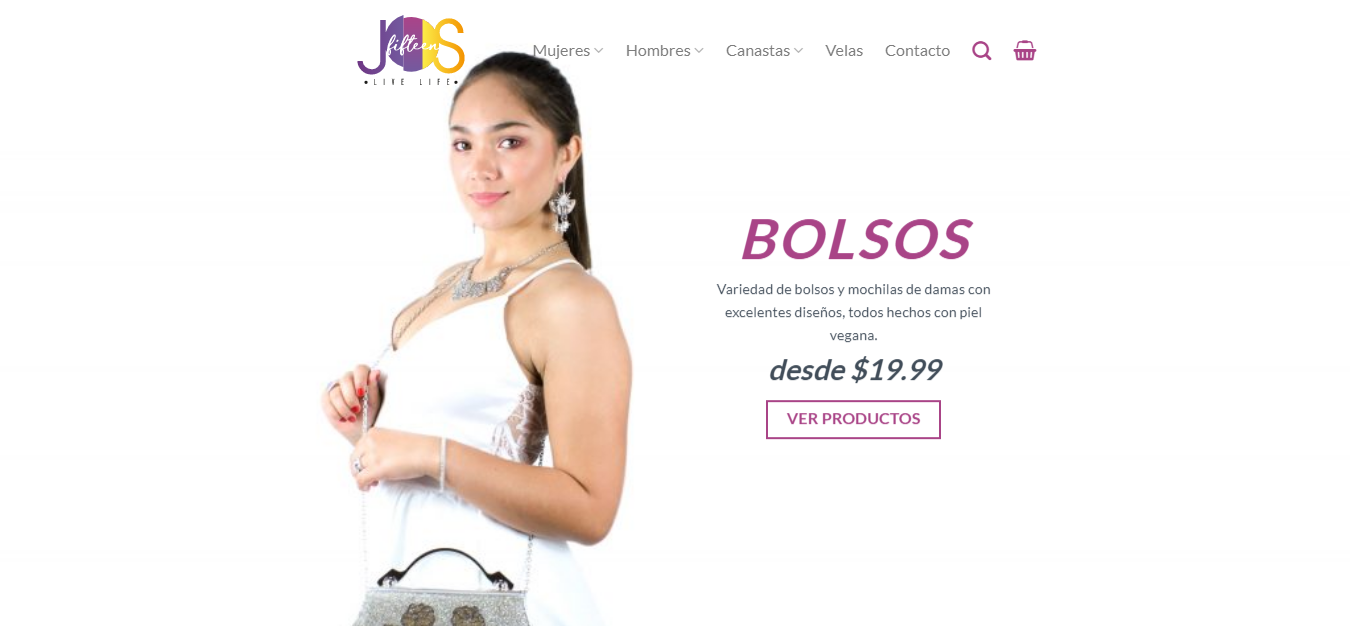 JOS
fifteen
• LIVE LIFE •
Mujeres Hombres Canastas Velas Contacto
BOLSOS
Variedad de bolsos y mochilas de damas con
excelentes diseños, todos hechos con piel
vegana.
desde $19.99
VER PRODUCTOS